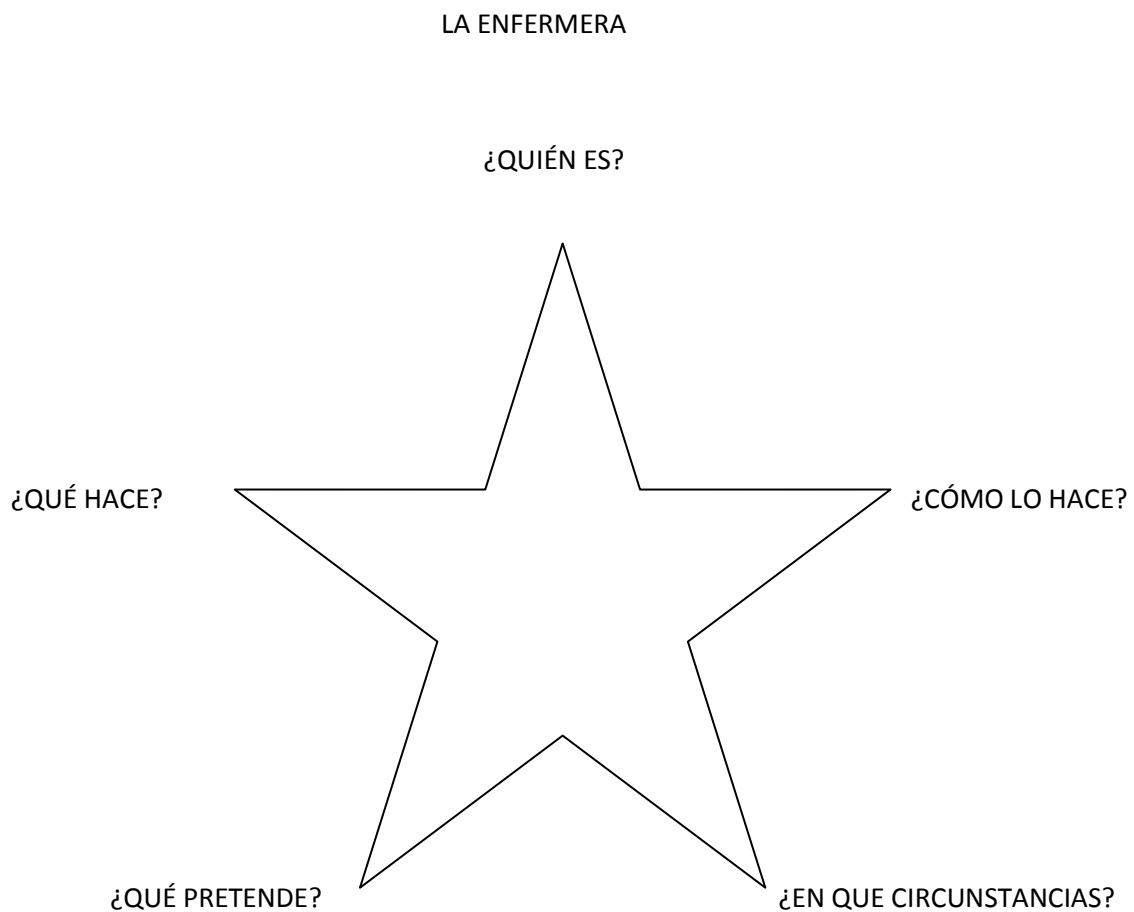 LA ENFERMERA
¿QUIÉN ES?
¿QUÉ HACE?
¿CÓMO LO HACE?
¿QUÉ PRETENDE?
¿EN QUE CIRCUNSTANCIAS?